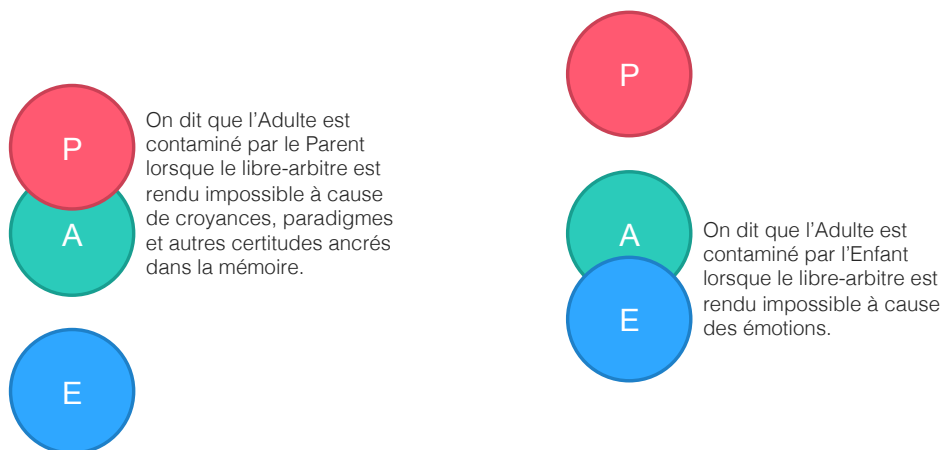 P
A
E
On dit que l’Adulte est
contaminé par le Parent
lorsque le libre-arbitre est
rendu impossible à cause
de croyances, paradigmes
et autres certitudes ancrés
dans la mémoire.
P
A
E
On dit que l’Adulte est
contaminé par l’Enfant
lorsque le libre-arbitre est
rendu impossible à cause
des émotions.